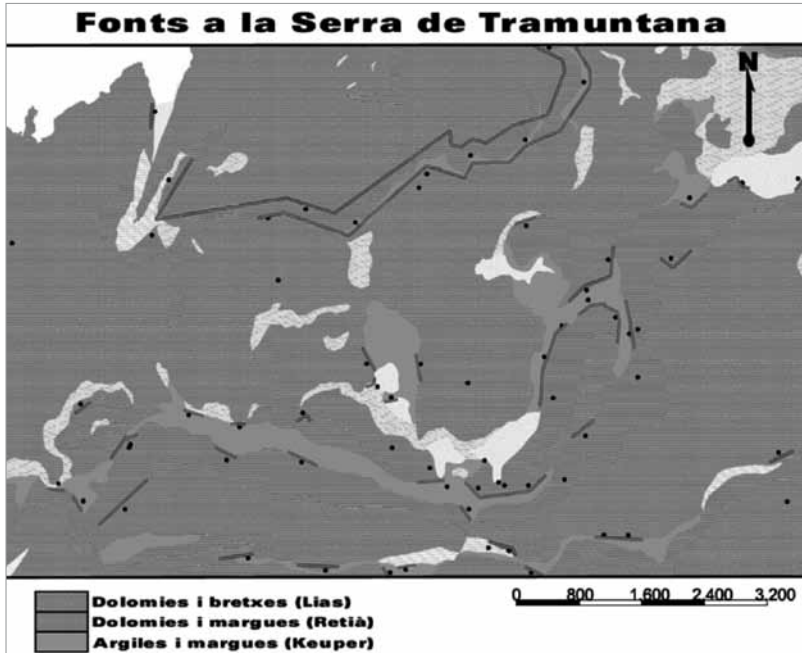 Fonts a la Serra de Tramuntana
N
Dolomies i bretxes (Lias)
Dolomies i margues (Retià)
Argiles i margues (Keuper)
0 800 1,600 2,400 3,200